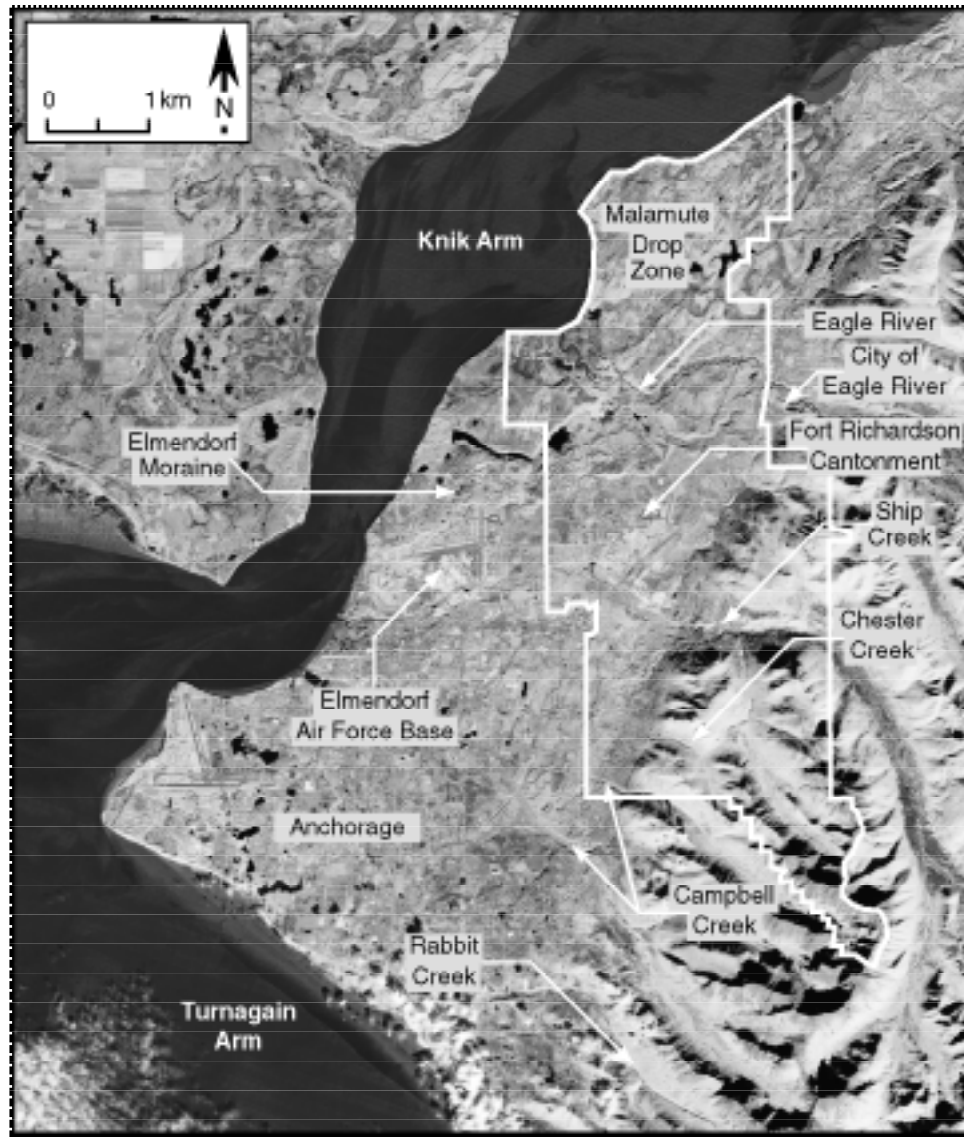 0 1 km
N
Knik Arm
Malamute
Drop
Zone
Eagle River
City of
Eagle River
Elmendorf
Moraine
Fort Richardson
Cantonment
Ship
Creek
Chester
Creek
Elmendorf
Air Force Base
Anchorage
Campbell
Creek
Rabbit
Creek
Turnagain
Arm